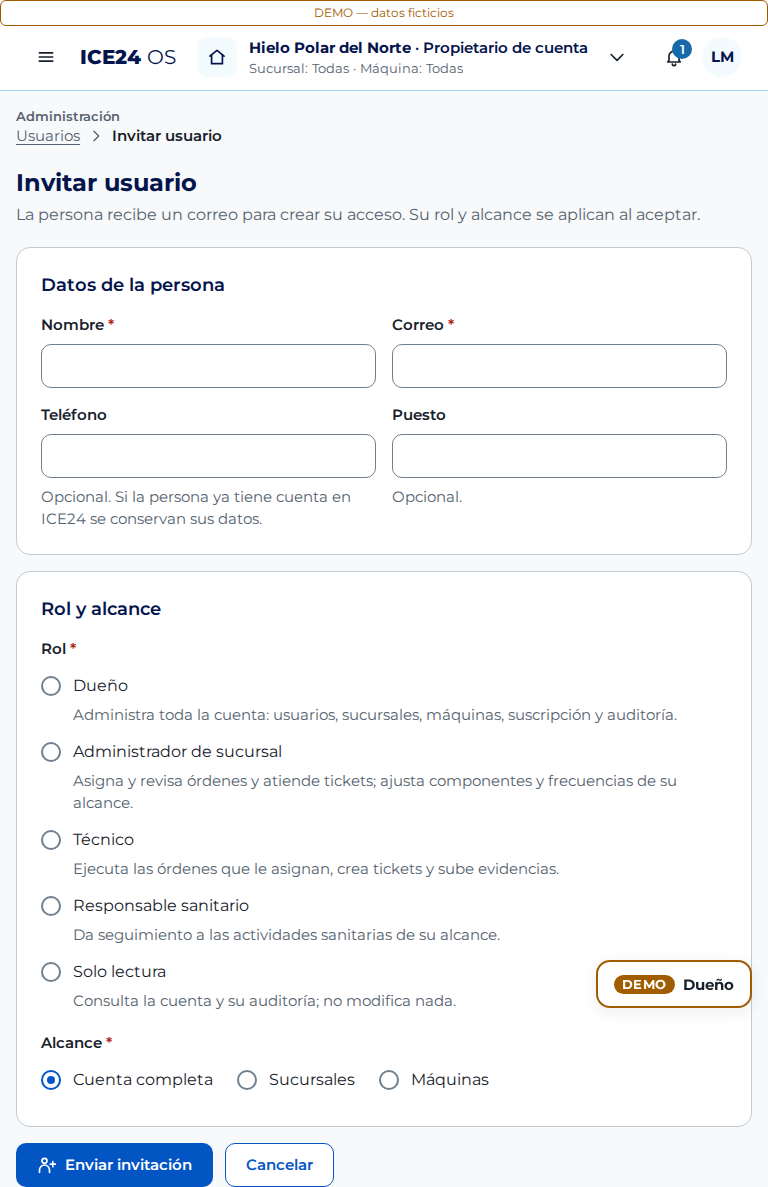 DEMO — datos ficticios
ICE24 OS
Hielo Polar del Norte · Propietario de cuenta
Sucursal: Todas · Máquina: Todas
1
LM
Administración
Usuarios
Invitar usuario
Invitar usuario
La persona recibe un correo para crear su acceso. Su rol y alcance se aplican al aceptar.
Datos de la persona
Nombre *
Correo *
Teléfono
Puesto
Opcional. Si la persona ya tiene cuenta en
ICE24 se conservan sus datos.
Opcional.
Rol y alcance
Rol *
Dueño
Administra toda la cuenta: usuarios, sucursales, máquinas, suscripción y auditoría.
Administrador de sucursal
Asigna y revisa órdenes y atiende tickets; ajusta componentes y frecuencias de su
alcance.
Técnico
Ejecuta las órdenes que le asignan, crea tickets y sube evidencias.
Responsable sanitario
Da seguimiento a las actividades sanitarias de su alcance.
Solo lectura
Consulta la cuenta y su auditoría; no modifica nada.
DEMO Dueño
Alcance *
Cuenta completa
Sucursales
Máquinas
Enviar invitación
Cancelar